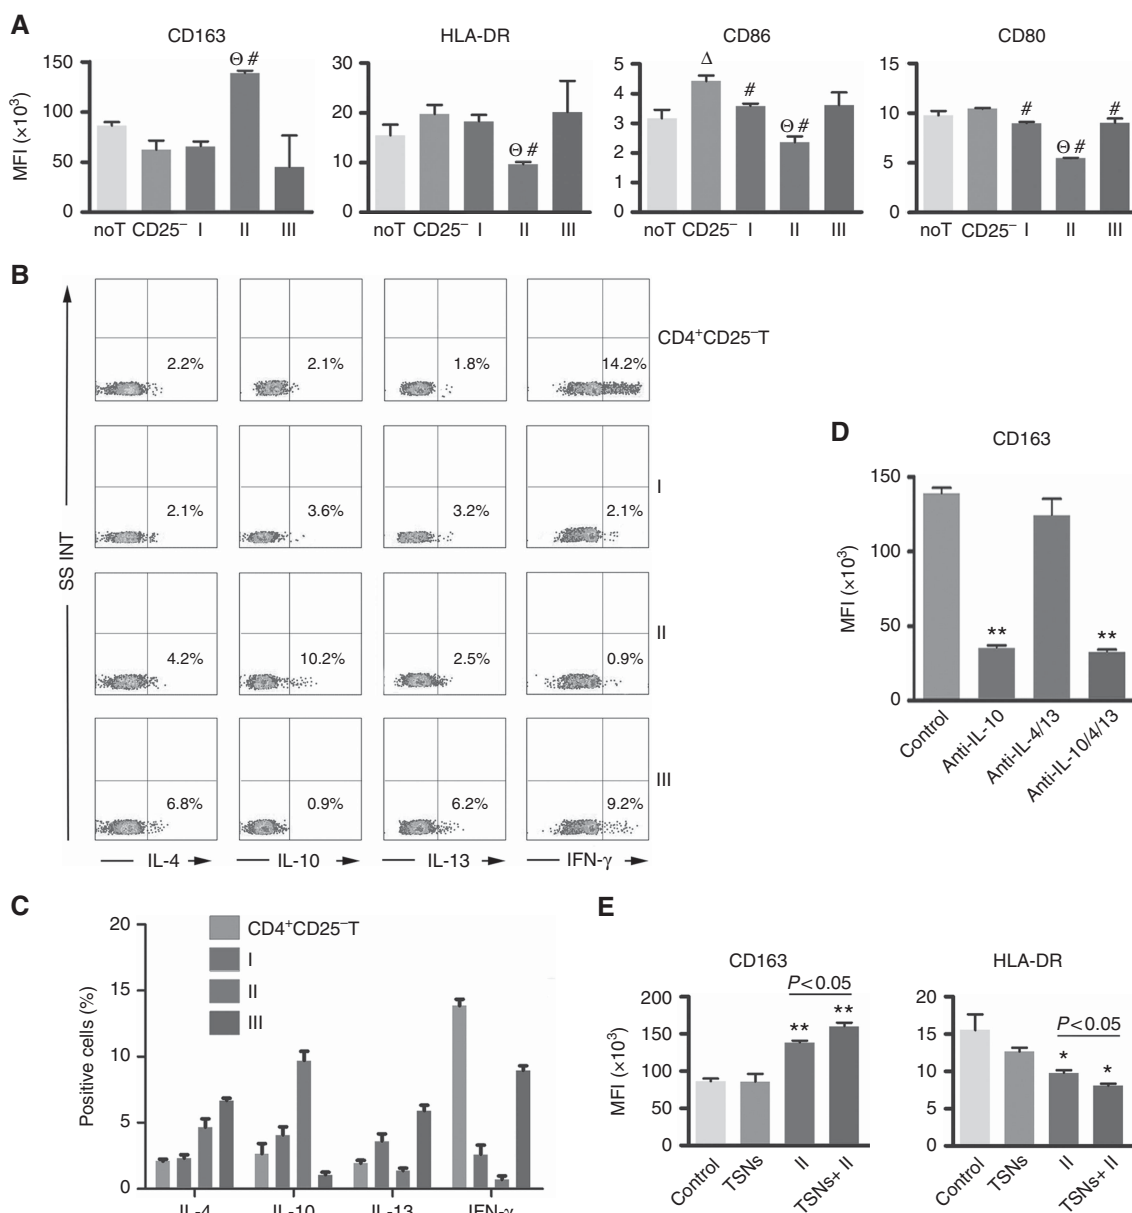 A
CD163
HLA-DR
CD86
CD80
MFI (×10³)
150
100
50
0
Θ #
noT CD25⁻ I II III
30
20
10
0
Θ #
noT CD25⁻ I II III
5
4
3
2
1
0
Δ
#
Θ #
noT CD25⁻ I II III
15
10
5
0
#
Θ #
#
noT CD25⁻ I II III
B
SS INT
2.2% 2.1% 1.8% 14.2% CD4⁺CD25⁻T
2.1% 3.6% 3.2% 2.1% I
4.2% 10.2% 2.5% 0.9% II
6.8% 0.9% 6.2% 9.2% III
IL-4 IL-10 IL-13 IFN-γ
C
Positive cells (%)
20
15
10
5
0
CD4⁺CD25⁻T
I
II
III
IL-4 IL-10 IL-13 IFN-γ
D
CD163
MFI (×10³)
150
100
50
0
**
**
Control
Anti-IL-10
Anti-IL-4/13
Anti-IL-10/4/13
E
CD163
MFI (×10³)
200
150
100
50
0
P<0.05
**
**
Control
TSNs
II
TSNs+ II
HLA-DR
20
15
10
5
0
P<0.05
*
*
Control
TSNs
II
TSNs+ II